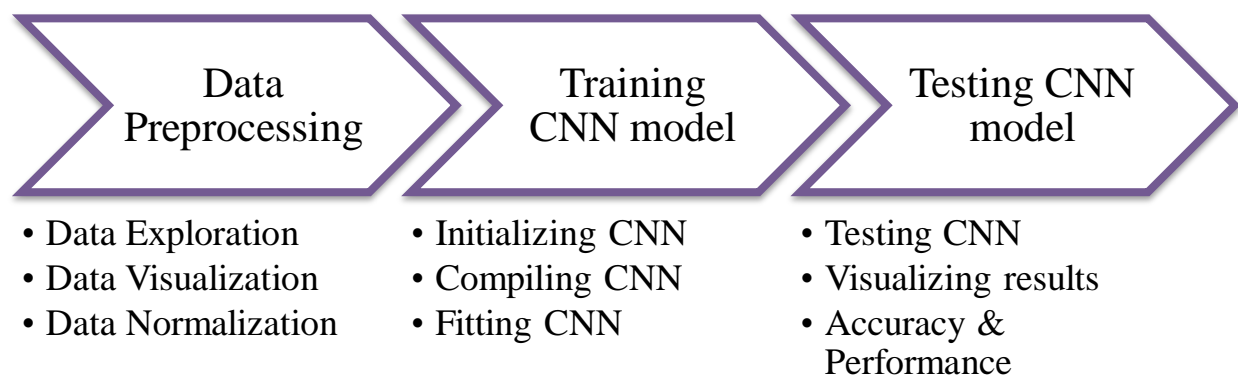 Data
Preprocessing
• Data Exploration
• Data Visualization
• Data Normalization
Training
CNN model
• Initializing CNN
• Compiling CNN
• Fitting CNN
Testing CNN
model
• Testing CNN
• Visualizing results
• Accuracy &
Performance